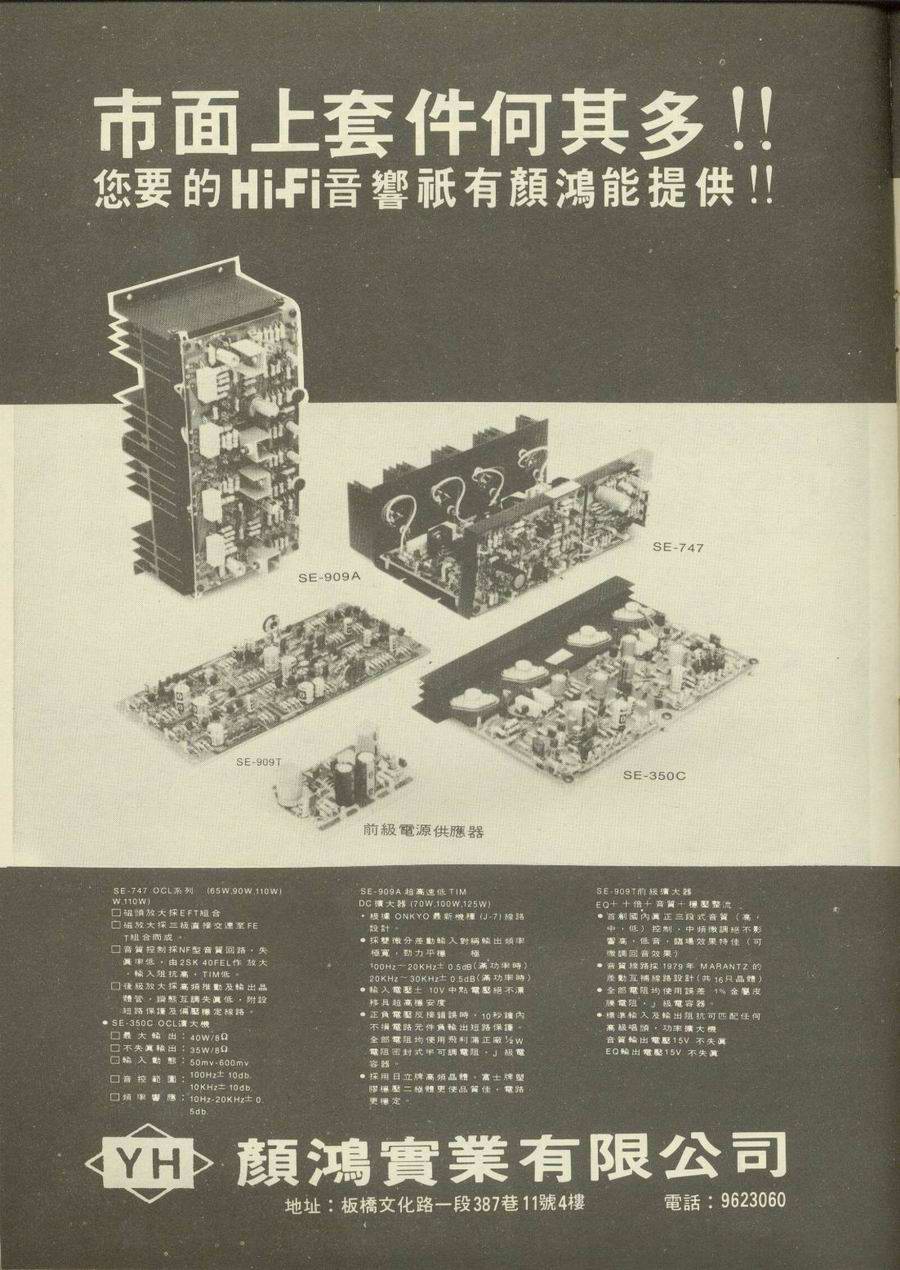 市面上套件何其多!!
您要的Hi-Fi音響祇有顏鴻能提供!!
SE-909A
SE-747
SE-909T
SE-350C
前級電源供應器
SE-747 OCL系列 (65W,90W,110W)
W,110W)
□磁頭放大採EFT組合
□磁放大採三級直接交連至FE
T組合而成。
□音質控制採NF型音質回路,失
真率低,由2SK 40FEL作放大
,輸入阻抗高,TIM低。
□後級放大採高頻推動及輸出晶
體管,瞬態互調失真低,附設
短路保護及偏壓穩定線路。
●SE-350C OCL擴大機
□最大輸出:40W/8Ω
□不失真輸出:35W/8Ω
□輸入動態:50mv-600mv
□音控範圍:100Hz±10db.
10KHz±10db.
□頻率響應:10Hz-20KHz±0.
5db.
SE-909A 超高速低TIM
DC擴大器(70W,100W,125W)
•根據 ONKYO 最新機種(J-7)線路
設計。
●採雙微分差動輸入對稱輸出頻率
極寬,勁力平穩 極
100Hz~20KHz±0.5dB(滿功率時)
20KHz~30KHz±0.5dB(滿功率時)
●輸入電壓±10V中點電壓絕不漂
移具超高穩安度
●正負電壓反接錯誤時,10秒鐘內
不損電路元件負輸出短路保護。
全部電阻均使用飛利蒲正廠½W
電阻密封式半可調電阻,J級電
容器。
●採用日立牌高頻晶體,富士牌塑
膠穩壓二極體更使品質佳,電路
更穩定。
SE-909T前級擴大器
EQ++倍+音質+穩壓整流
●首創國內真正三段式音質(高,
中,低)控制,中頻微調絕不影
響高,低音,臨場效果特佳(可
微調回音效果)
●音質線路採1979年 MARANTZ的
差動互補線路設計(共16只晶體)
●全部電阻均使用誤差 1%金屬皮
膜電阻,J級電容器。
●標準輸入及輸出阻抗可匹配任何
高級唱頭,功率擴大機
音質輸出電壓15V 不失真
EQ輸出電壓15V 不失真
YH
顏鴻實業有限公司
地址:板橋文化路一段387巷11號4樓 電話:9623060